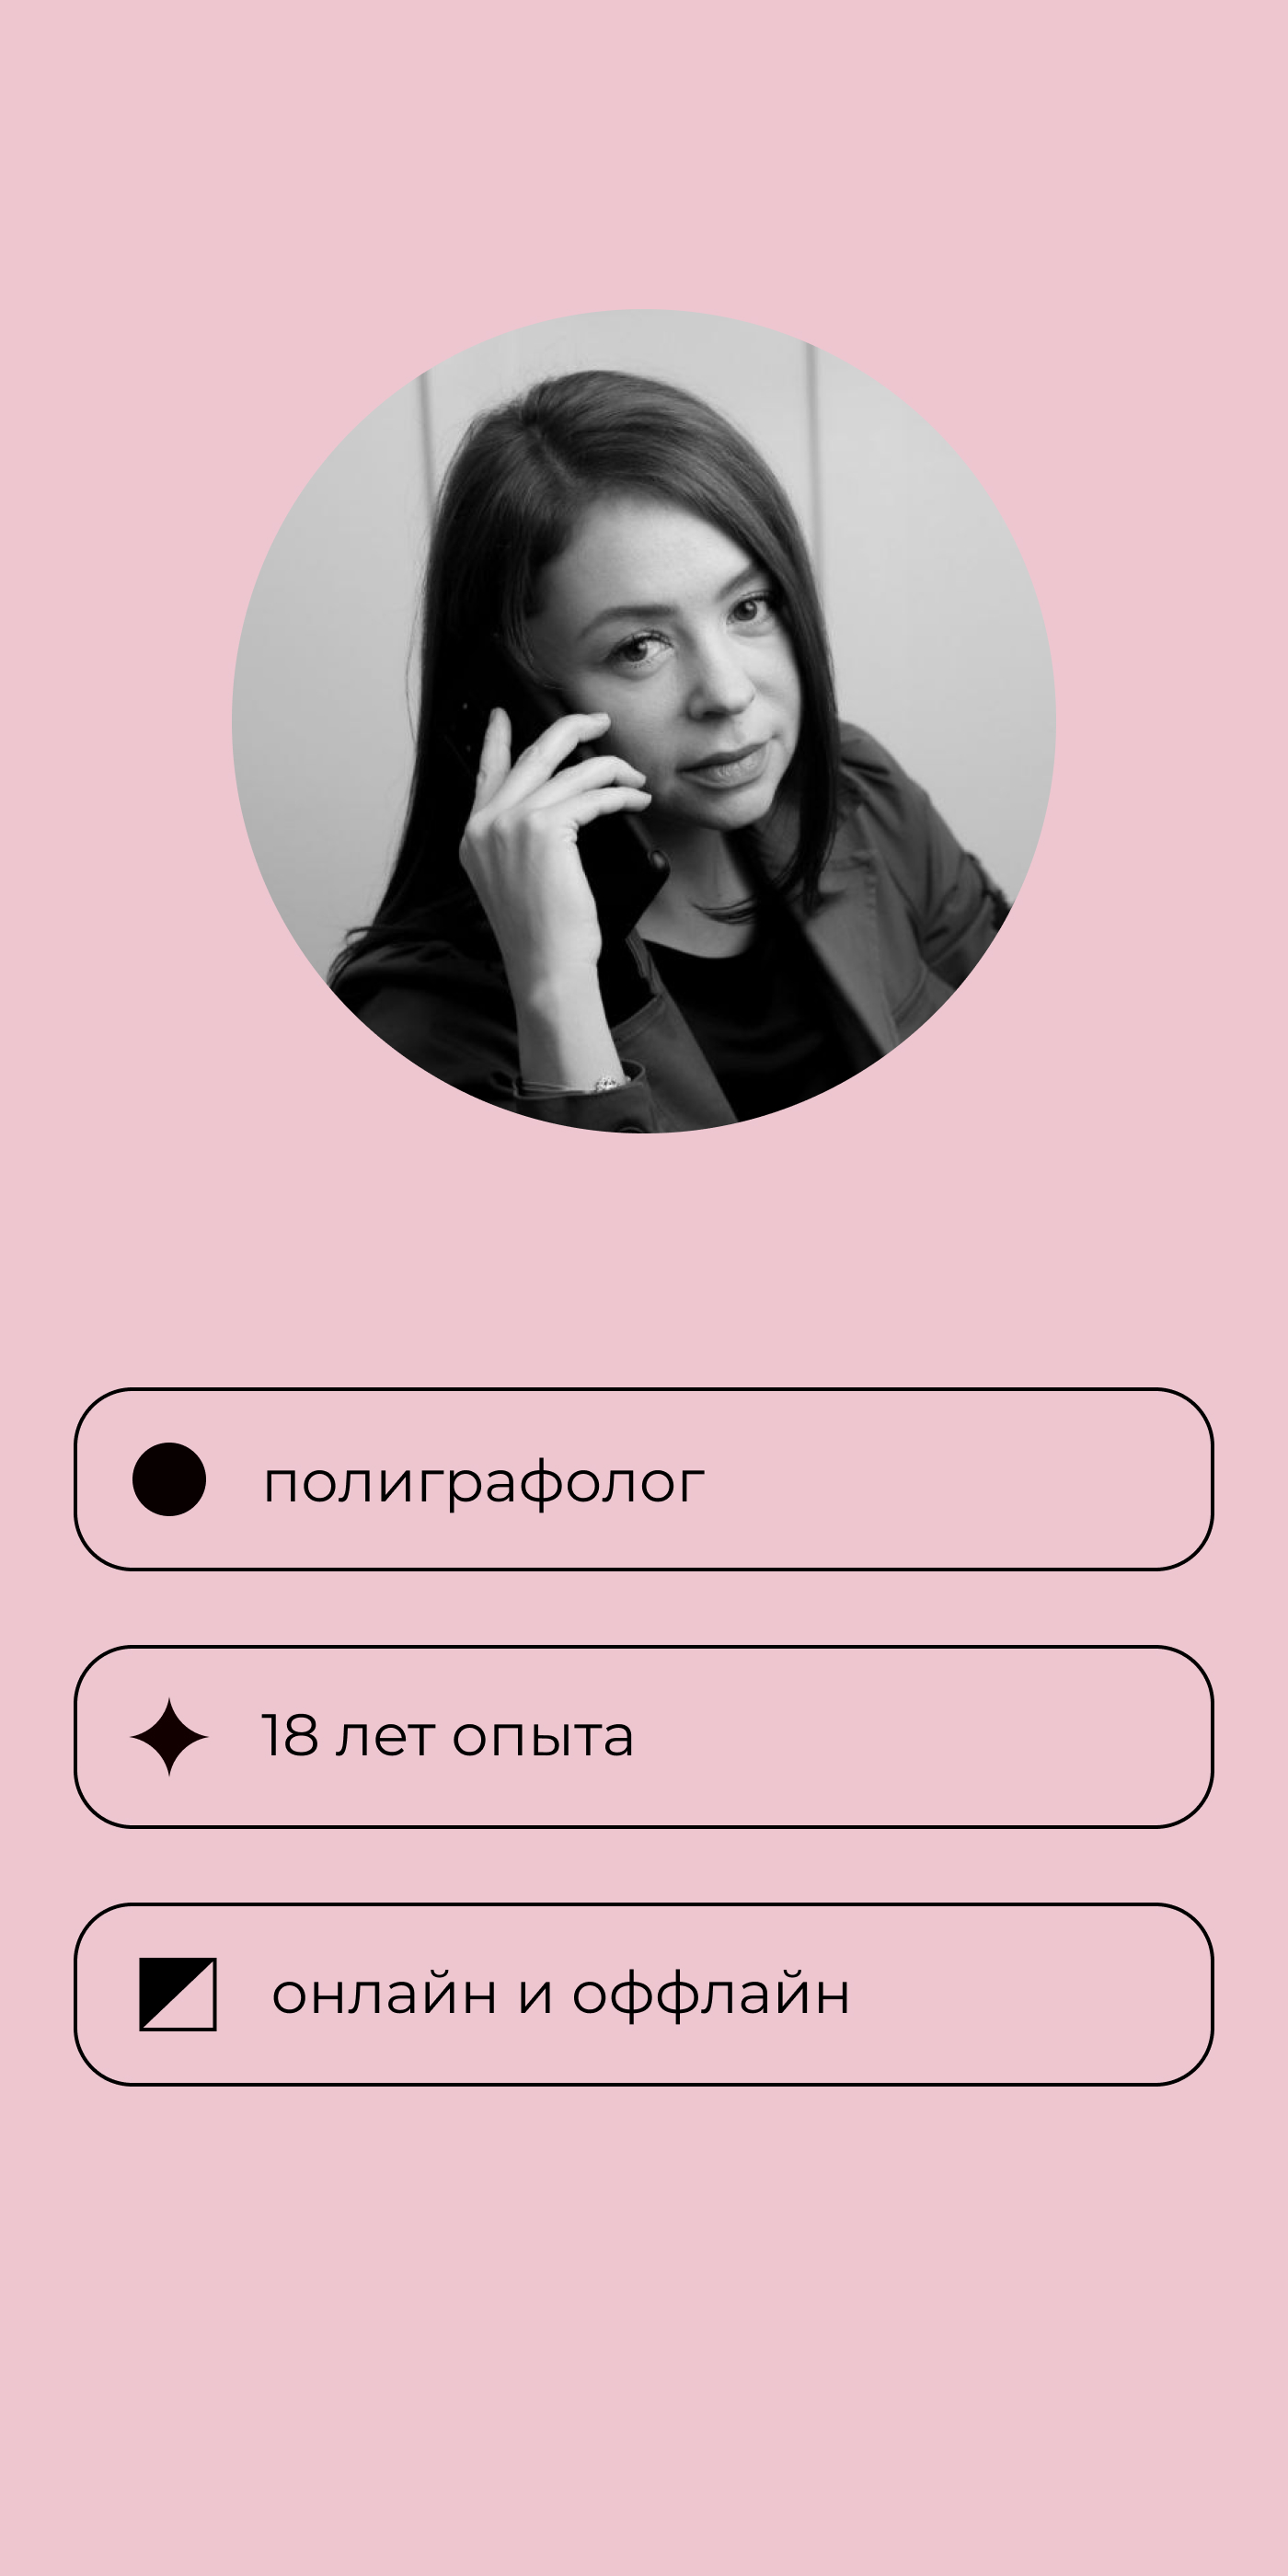 полиграфолог
18 лет опыта
онлайн и оффлайн